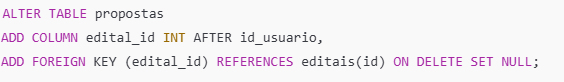 ALTER TABLE propostas
ADD COLUMN edital_id INT AFTER id_usuario,
ADD FOREIGN KEY (edital_id) REFERENCES editais(id) ON DELETE SET NULL;